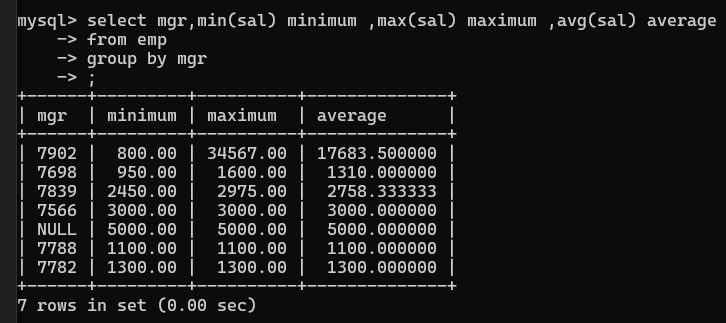 mysql> select mgr,min(sal) minimum ,max(sal) maximum ,avg(sal) average
    -> from emp
    -> group by mgr
    -> ;
+------+---------+----------+--------------+
| mgr  | minimum | maximum  | average      |
+------+---------+----------+--------------+
| 7902 |  800.00 | 34567.00 | 17683.500000 |
| 7698 |  950.00 |  1600.00 |  1310.000000 |
| 7839 | 2450.00 |  2975.00 |  2758.333333 |
| 7566 | 3000.00 |  3000.00 |  3000.000000 |
| NULL | 5000.00 |  5000.00 |  5000.000000 |
| 7788 | 1100.00 |  1100.00 |  1100.000000 |
| 7782 | 1300.00 |  1300.00 |  1300.000000 |
+------+---------+----------+--------------+
7 rows in set (0.00 sec)